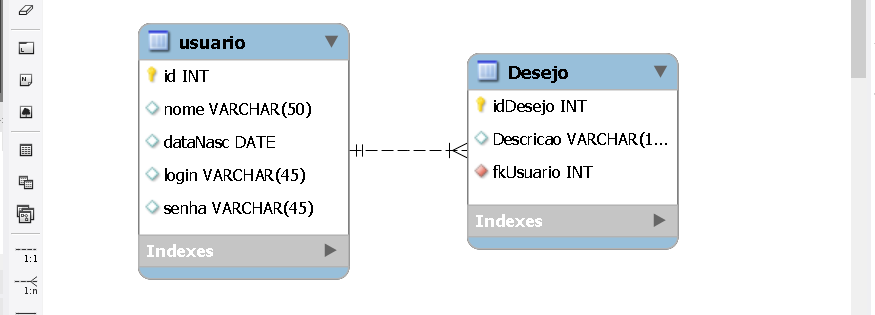 usuario
id INT
nome VARCHAR(50)
dataNasc DATE
login VARCHAR(45)
senha VARCHAR(45)
Indexes
Desejo
idDesejo INT
Descricao VARCHAR(1...
fkUsuario INT
Indexes
1:1
1:n